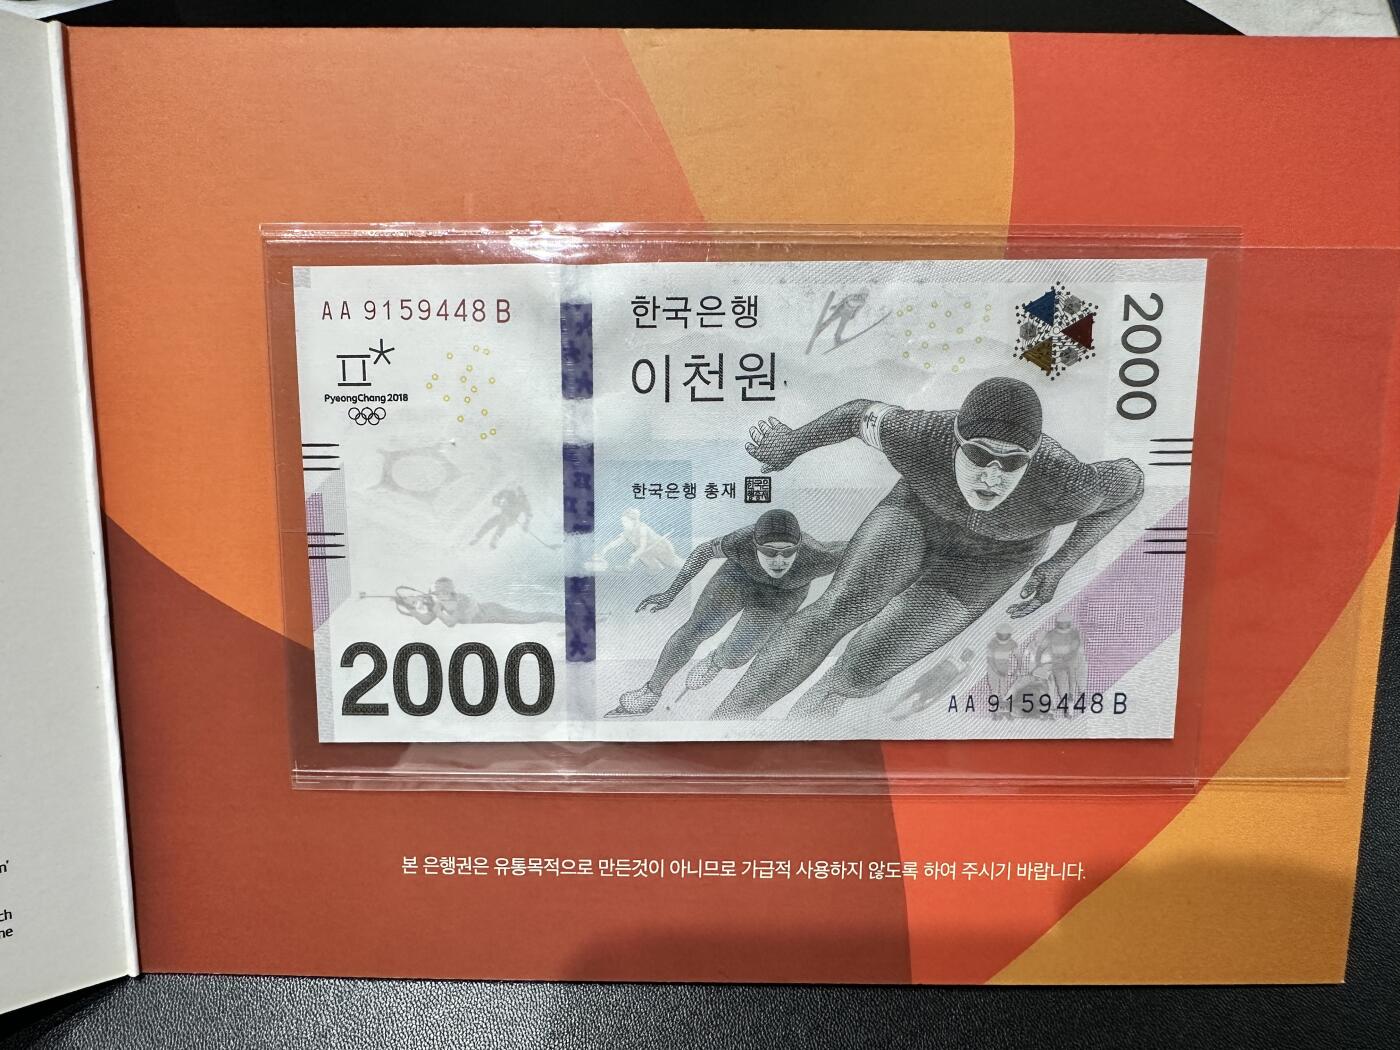 AA 9159448 B
PyeongChang 2018
한국은행
이천원
2000
한국은행 총재
2000
AA 9159448 B
본 은행권은 유통목적으로 만든것이 아니므로 가급적 사용하지 않도록 하여 주시기 바랍니다.
n'
ch
ne